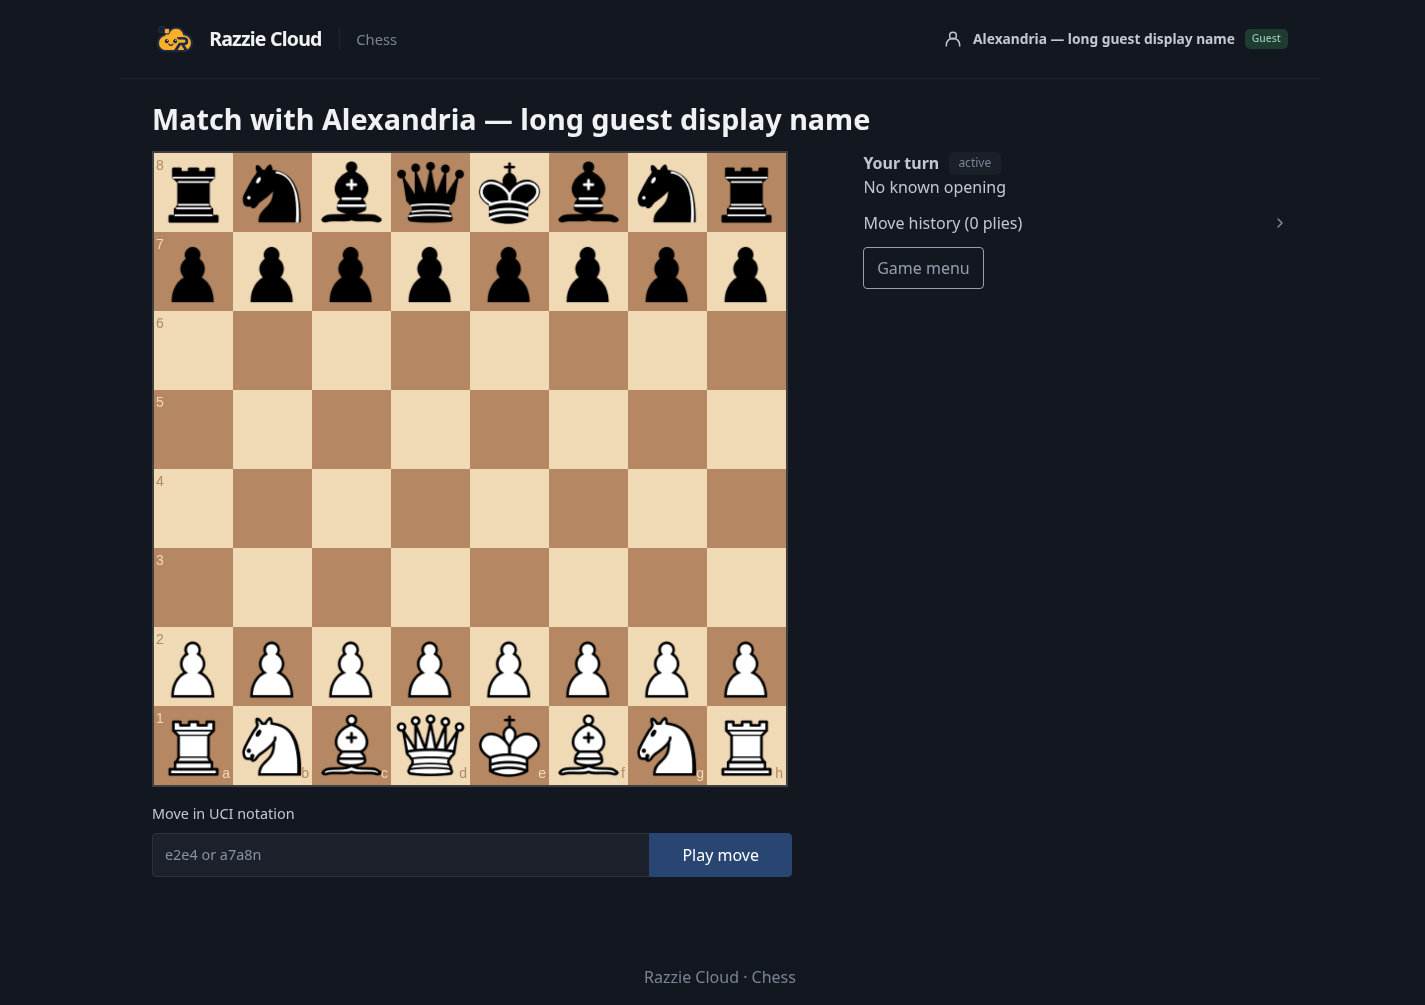 Razzie Cloud
Chess
Alexandria — long guest display name
Guest
Match with Alexandria — long guest display name
8
7
6
5
4
3
2
1
a b c d e f g h
Your turn
active
No known opening
Move history (0 plies)
Game menu
Move in UCI notation
e2e4 or a7a8n
Play move
Razzie Cloud · Chess